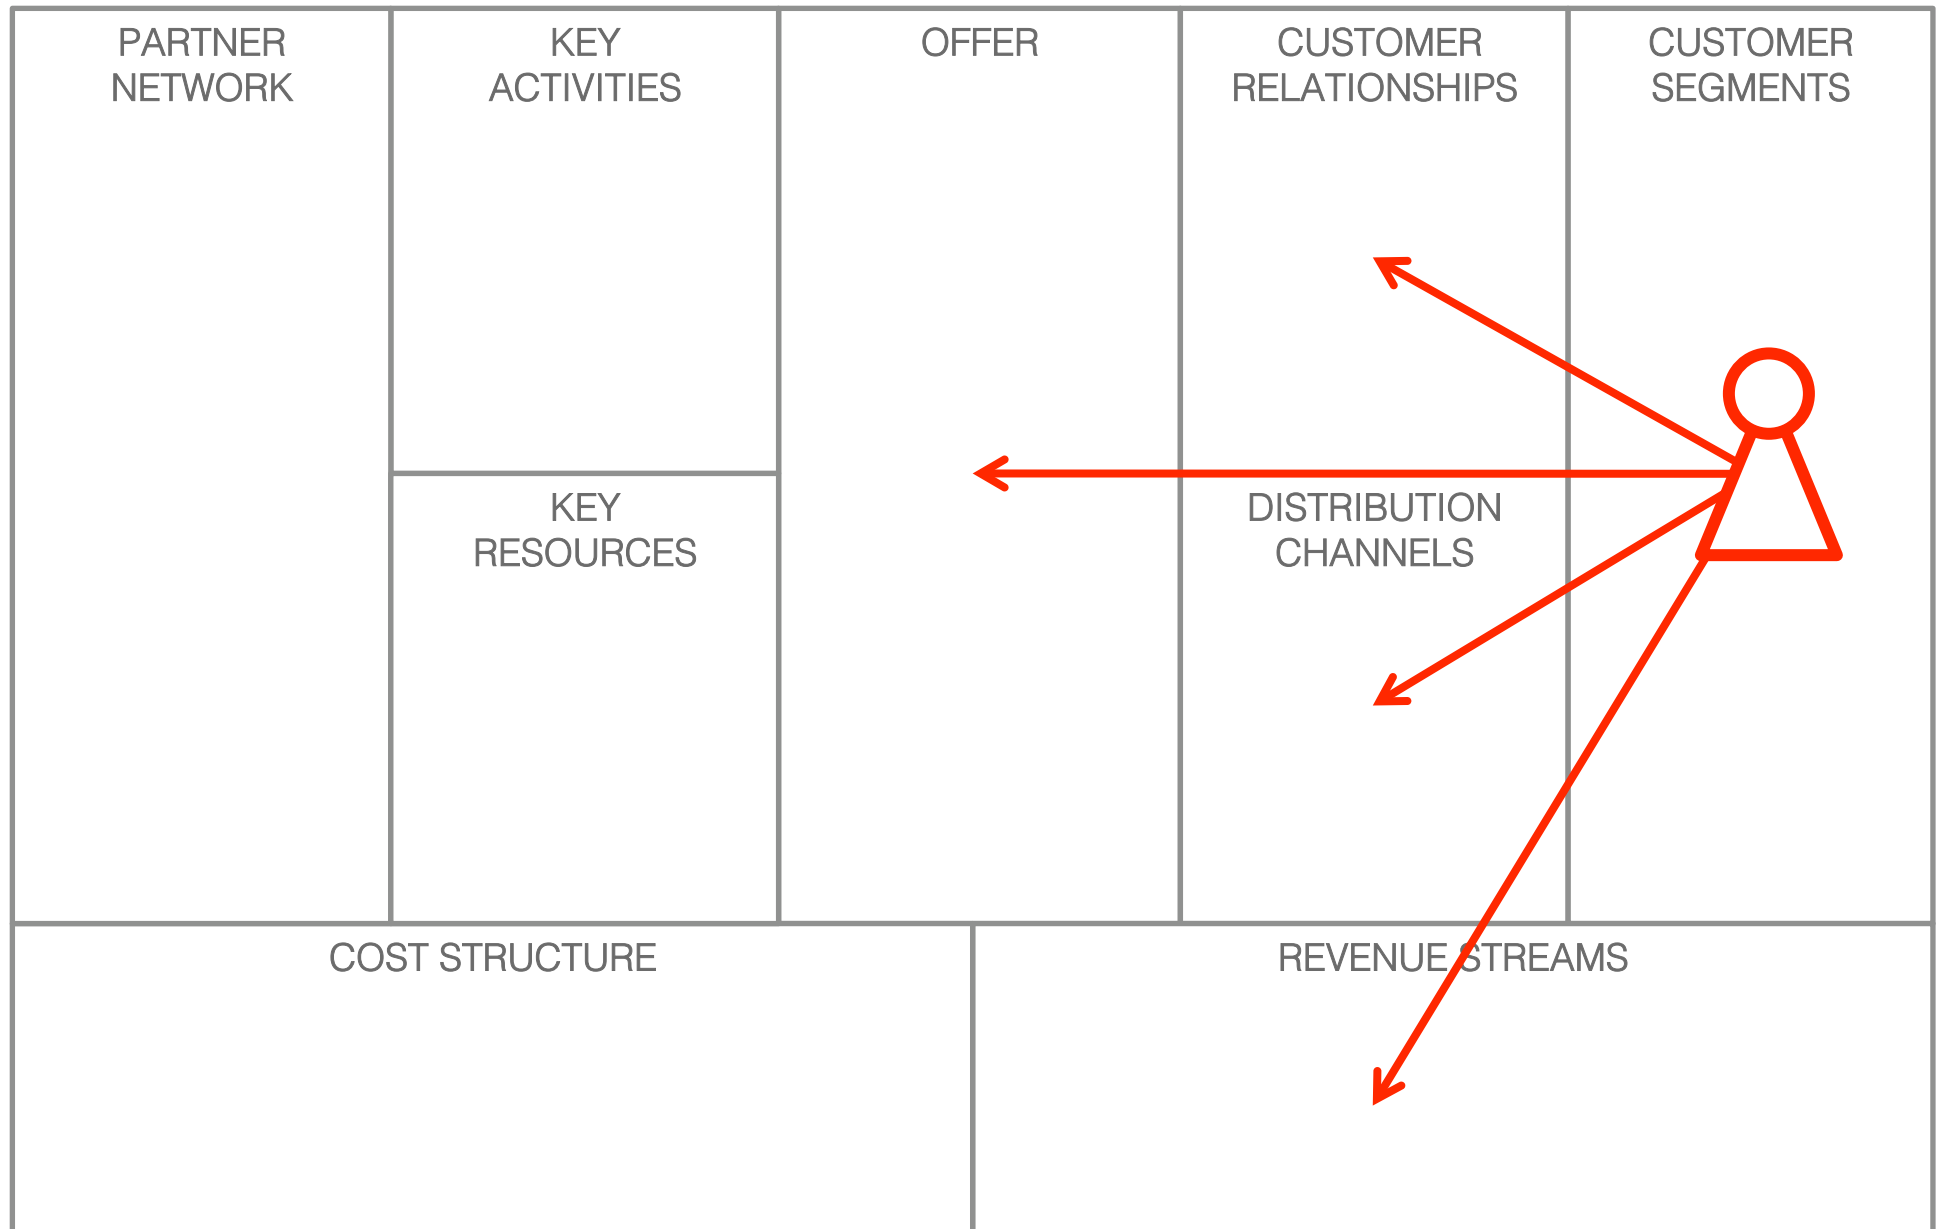 PARTNER
NETWORK
KEY
ACTIVITIES
OFFER
CUSTOMER
RELATIONSHIPS
CUSTOMER
SEGMENTS
KEY
RESOURCES
DISTRIBUTION
CHANNELS
COST STRUCTURE
REVENUE STREAMS